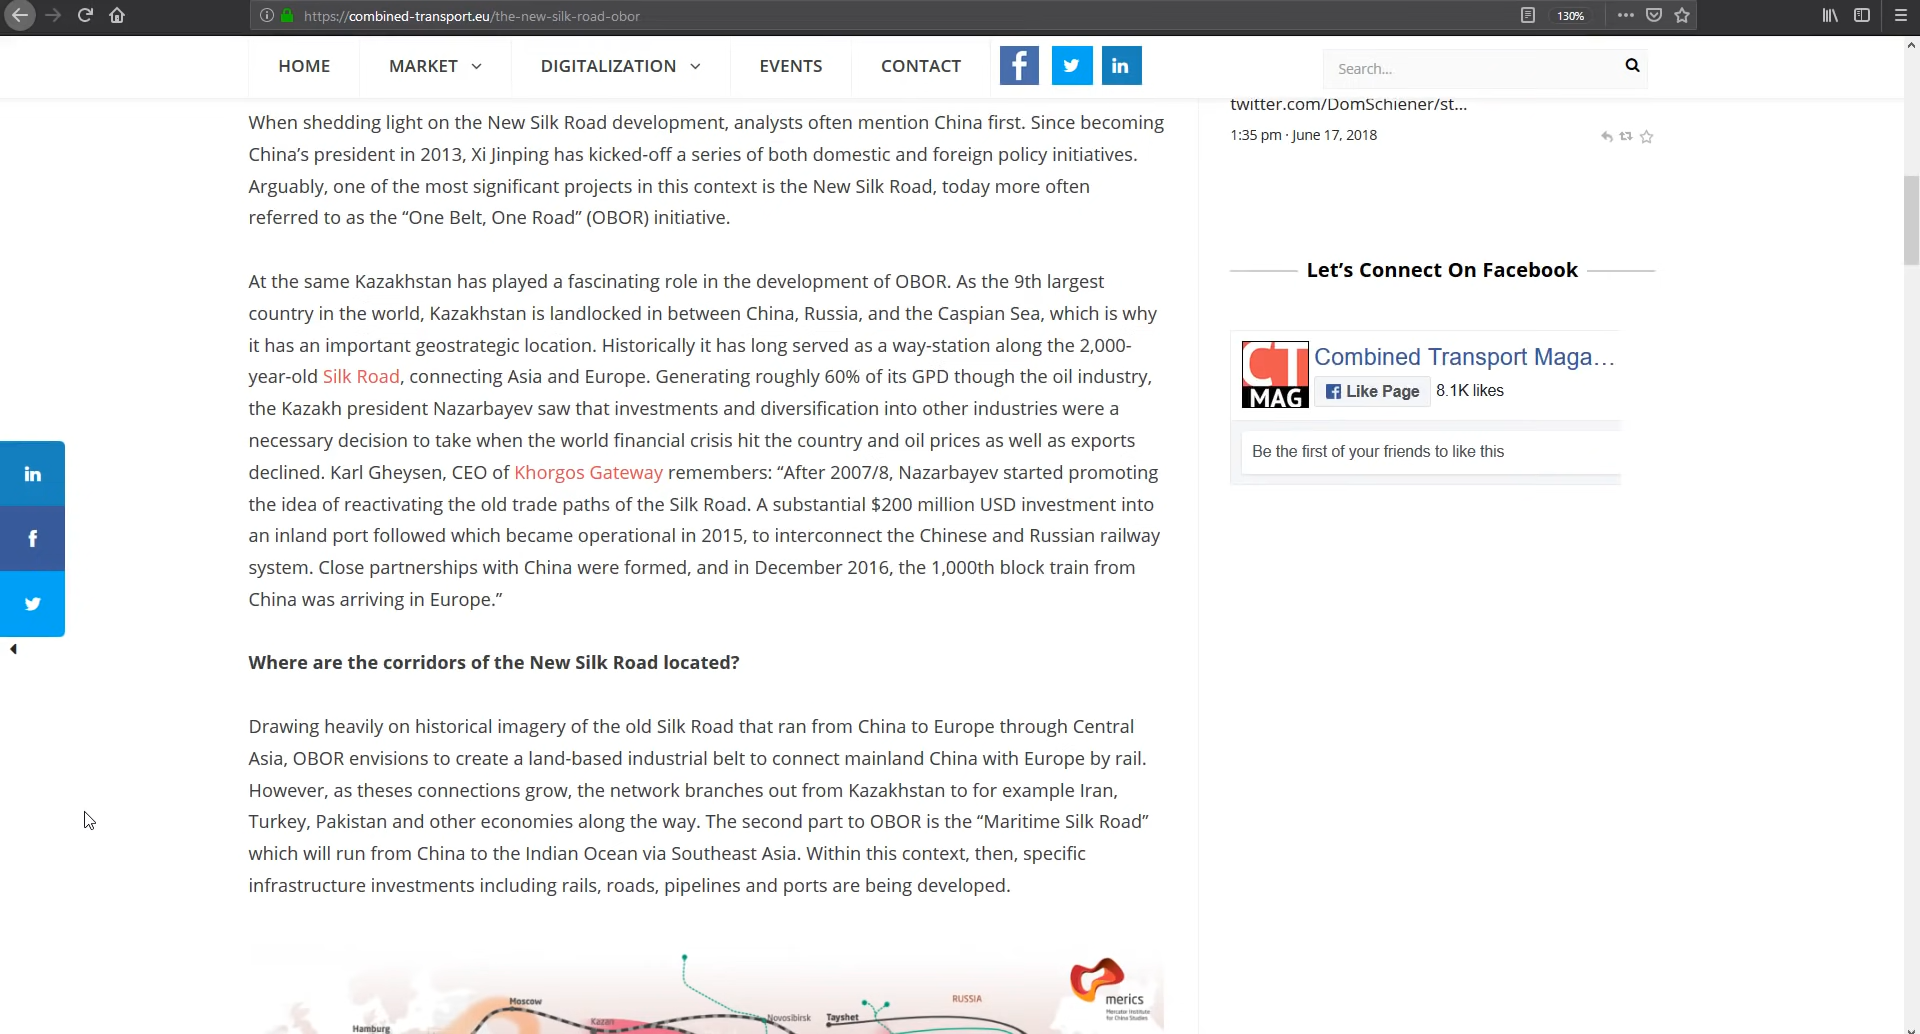 https://combined-transport.eu/the-new-silk-road-obor
130%
HOME
MARKET
DIGITALIZATION
EVENTS
CONTACT
Search...
When shedding light on the New Silk Road development, analysts often mention China first. Since becoming
China's president in 2013, Xi Jinping has kicked-off a series of both domestic and foreign policy initiatives.
Arguably, one of the most significant projects in this context is the New Silk Road, today more often
referred to as the “One Belt, One Road” (OBOR) initiative.
At the same Kazakhstan has played a fascinating role in the development of OBOR. As the 9th largest
country in the world, Kazakhstan is landlocked in between China, Russia, and the Caspian Sea, which is why
it has an important geostrategic location. Historically it has long served as a way-station along the 2,000-
year-old Silk Road, connecting Asia and Europe. Generating roughly 60% of its GPD though the oil industry,
the Kazakh president Nazarbayev saw that investments and diversification into other industries were a
necessary decision to take when the world financial crisis hit the country and oil prices as well as exports
declined. Karl Gheysen, CEO of Khorgos Gateway remembers: “After 2007/8, Nazarbayev started promoting
the idea of reactivating the old trade paths of the Silk Road. A substantial $200 million USD investment into
an inland port followed which became operational in 2015, to interconnect the Chinese and Russian railway
system. Close partnerships with China were formed, and in December 2016, the 1,000th block train from
China was arriving in Europe.”
Where are the corridors of the New Silk Road located?
Drawing heavily on historical imagery of the old Silk Road that ran from China to Europe through Central
Asia, OBOR envisions to create a land-based industrial belt to connect mainland China with Europe by rail.
However, as theses connections grow, the network branches out from Kazakhstan to for example Iran,
Turkey, Pakistan and other economies along the way. The second part to OBOR is the “Maritime Silk Road”
which will run from China to the Indian Ocean via Southeast Asia. Within this context, then, specific
infrastructure investments including rails, roads, pipelines and ports are being developed.
Moscow
Hamburg
Kazan
Novosibirsk
Tayshet
RUSSIA
merics
Mercator Institute
for China Studies
twitter.com/DomSchiener/st...
1:35 pm · June 17, 2018
Let's Connect On Facebook
CT
MAG
Combined Transport Maga...
Like Page
8.1K likes
Be the first of your friends to like this